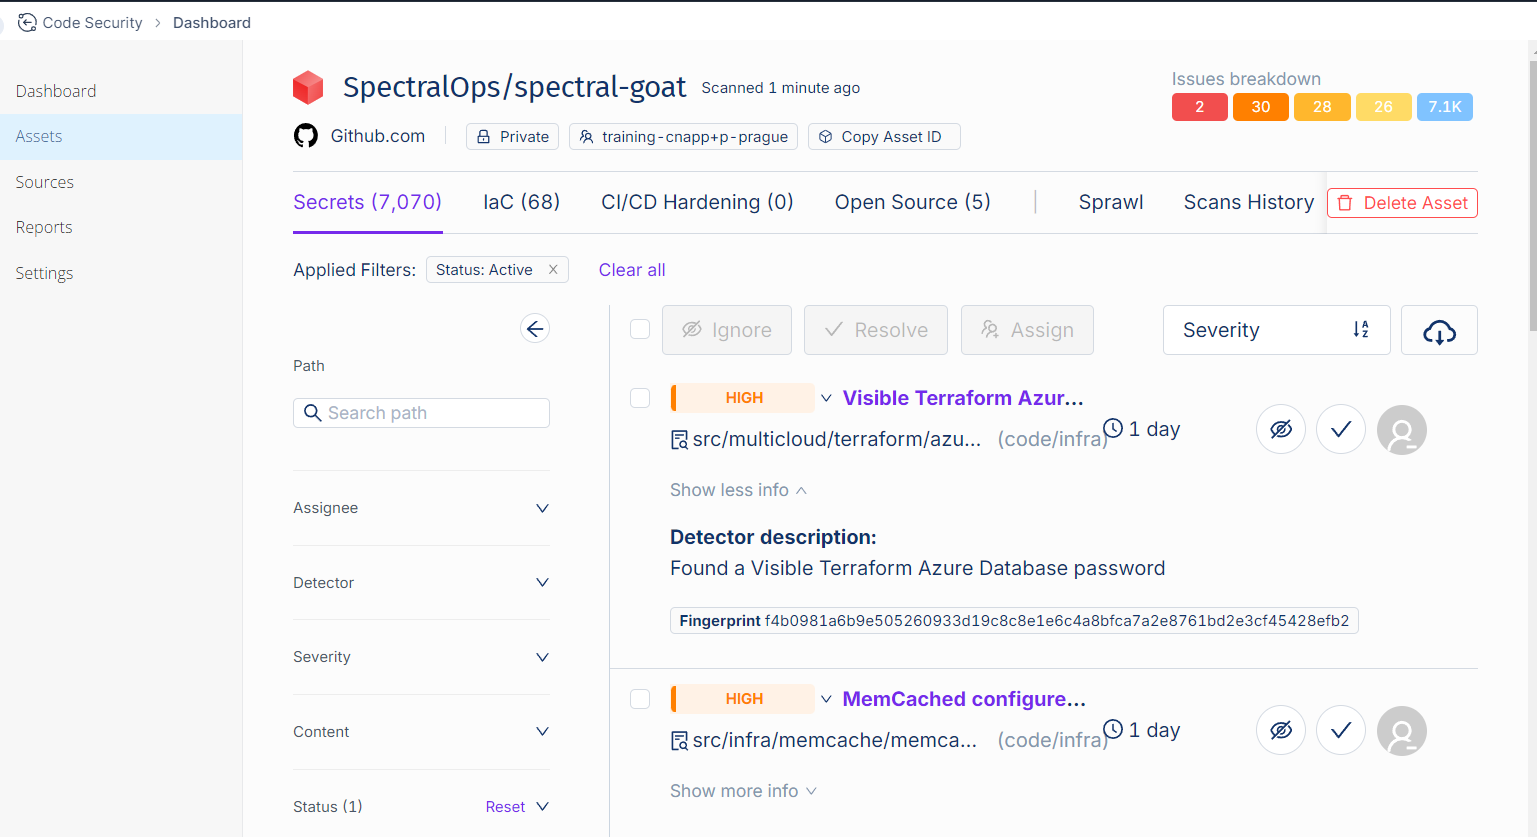 Code Security > Dashboard
Dashboard
Assets
Sources
Reports
Settings
SpectralOps/spectral-goat Scanned 1 minute ago
Issues breakdown
2 30 28 26 7.1K
Github.com Private training-cnapp+p-prague Copy Asset ID
Secrets (7,070) IaC (68) CI/CD Hardening (0) Open Source (5) | Sprawl Scans History Delete Asset
Applied Filters: Status: Active Clear all
Path
Search path
Assignee
Detector
Severity
Content
Status (1) Reset
Ignore Resolve Assign Severity
HIGH Visible Terraform Azur...
src/multicloud/terraform/azu... (code/infra) 1 day
Show less info
Detector description:
Found a Visible Terraform Azure Database password
Fingerprint f4b0981a6b9e505260933d19c8c8e1e6c4a8bfca7a2e8761bd2e3cf45428efb2
HIGH MemCached configure...
src/infra/memcache/memca... (code/infra) 1 day
Show more info